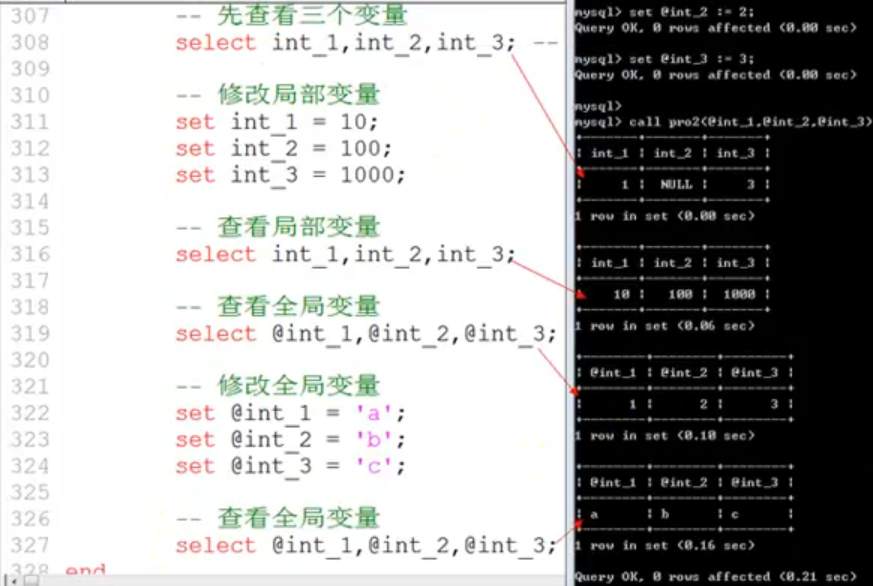 307 -- 先查看三个变量
308 select int_1,int_2,int_3; --
309
310 -- 修改局部变量
311 set int_1 = 10;
312 set int_2 = 100;
313 set int_3 = 1000;
314
315 -- 查看局部变量
316 select int_1,int_2,int_3;
317
318 -- 查看全局变量
319 select @int_1,@int_2,@int_3;
320
321 -- 修改全局变量
322 set @int_1 = 'a';
323 set @int_2 = 'b';
324 set @int_3 = 'c';
325
326 -- 查看全局变量
327 select @int_1,@int_2,@int_3;
328 end
mysql> set @int_2 := 2;
Query OK, 0 rows affected (0.00 sec)
mysql> set @int_3 := 3;
Query OK, 0 rows affected (0.00 sec)
mysql>
mysql> call pro2(@int_1,@int_2,@int_3)
+-------+-------+-------+
| int_1 | int_2 | int_3 |
+-------+-------+-------+
| 1 | NULL | 3 |
+-------+-------+-------+
1 row in set (0.00 sec)
+-------+-------+-------+
| int_1 | int_2 | int_3 |
+-------+-------+-------+
| 10 | 100 | 1000 |
+-------+-------+-------+
1 row in set (0.06 sec)
+--------+--------+--------+
| @int_1 | @int_2 | @int_3 |
+--------+--------+--------+
| 1 | 2 | 3 |
+--------+--------+--------+
1 row in set (0.10 sec)
+--------+--------+--------+
| @int_1 | @int_2 | @int_3 |
+--------+--------+--------+
| a | b | c |
+--------+--------+--------+
1 row in set (0.16 sec)
Query OK, 0 rows affected (0.21 sec)